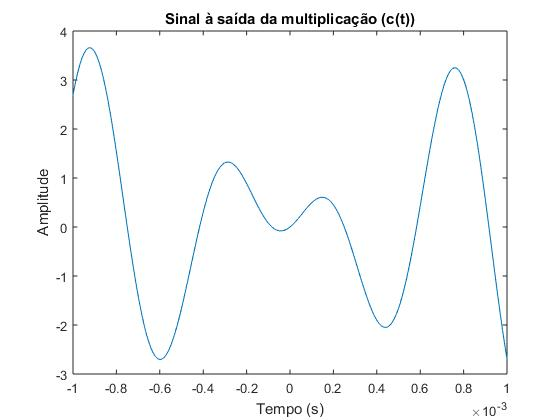 Sinal à saída da multiplicação (c(t))
4
3
2
1
0
-1
-2
-3
Amplitude
-1 -0.8 -0.6 -0.4 -0.2 0 0.2 0.4 0.6 0.8 1
Tempo (s)
×10⁻³